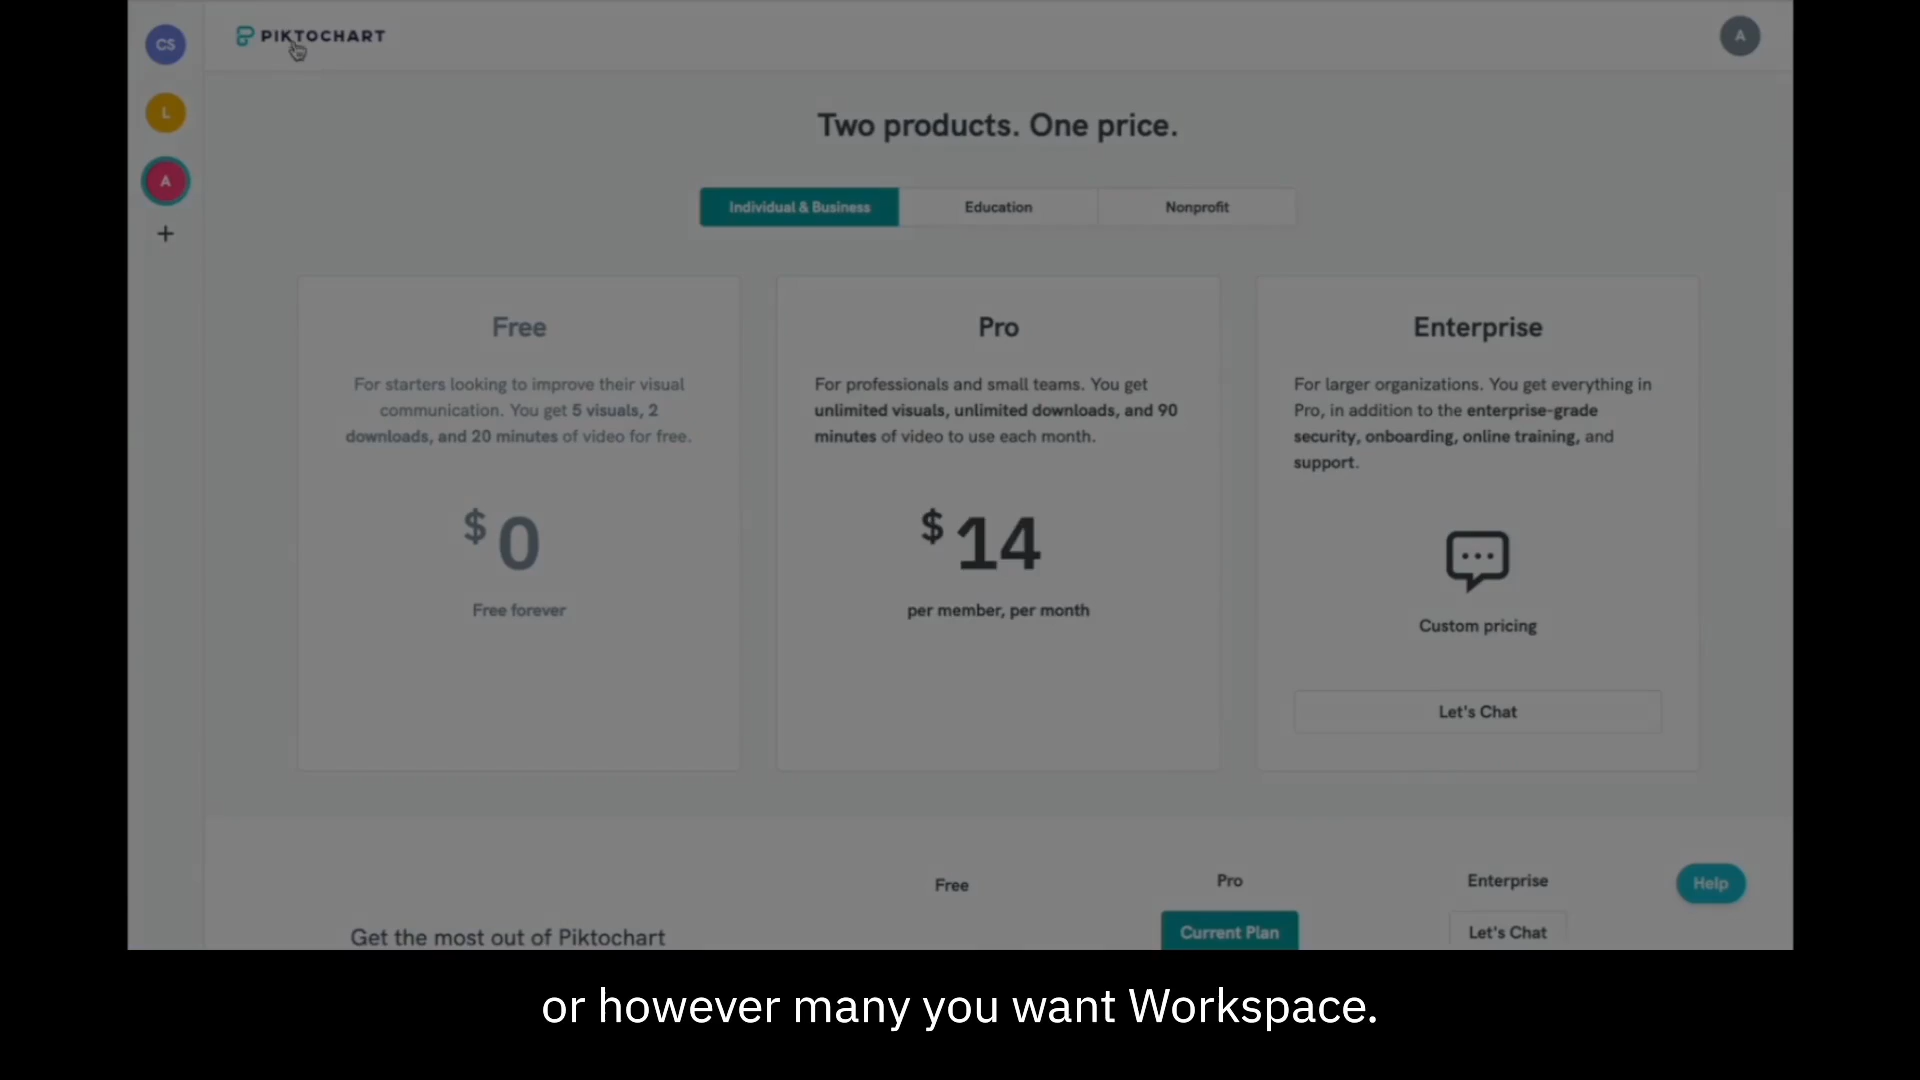 CS
PIKTOCHART
A
L
A
+
Two products. One price.
Individual & Business
Education
Nonprofit
Free
For starters looking to improve their visual
communication. You get 5 visuals, 2
downloads, and 20 minutes of video for free.
$0
Free forever
Pro
For professionals and small teams. You get
unlimited visuals, unlimited downloads, and 90
minutes of video to use each month.
$14
per member, per month
Enterprise
For larger organizations. You get everything in
Pro, in addition to the enterprise-grade
security, onboarding, online training, and
support.
Custom pricing
Let's Chat
Free
Pro
Enterprise
Help
Get the most out of Piktochart
Current Plan
Let's Chat
or however many you want Workspace.